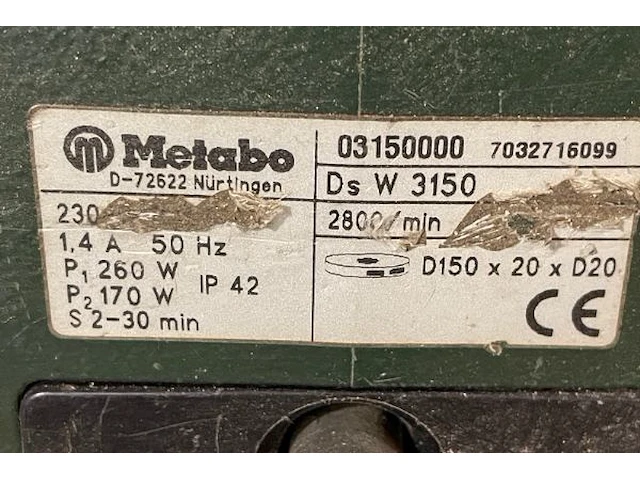 Metabo
D-72622 Nürtingen
230
1,4 A 50 Hz
P1 260 W
P2 170 W IP 42
S 2-30 min
03150000 7032716099
Ds W 3150
2800/min
D150 x 20 x D20
CE